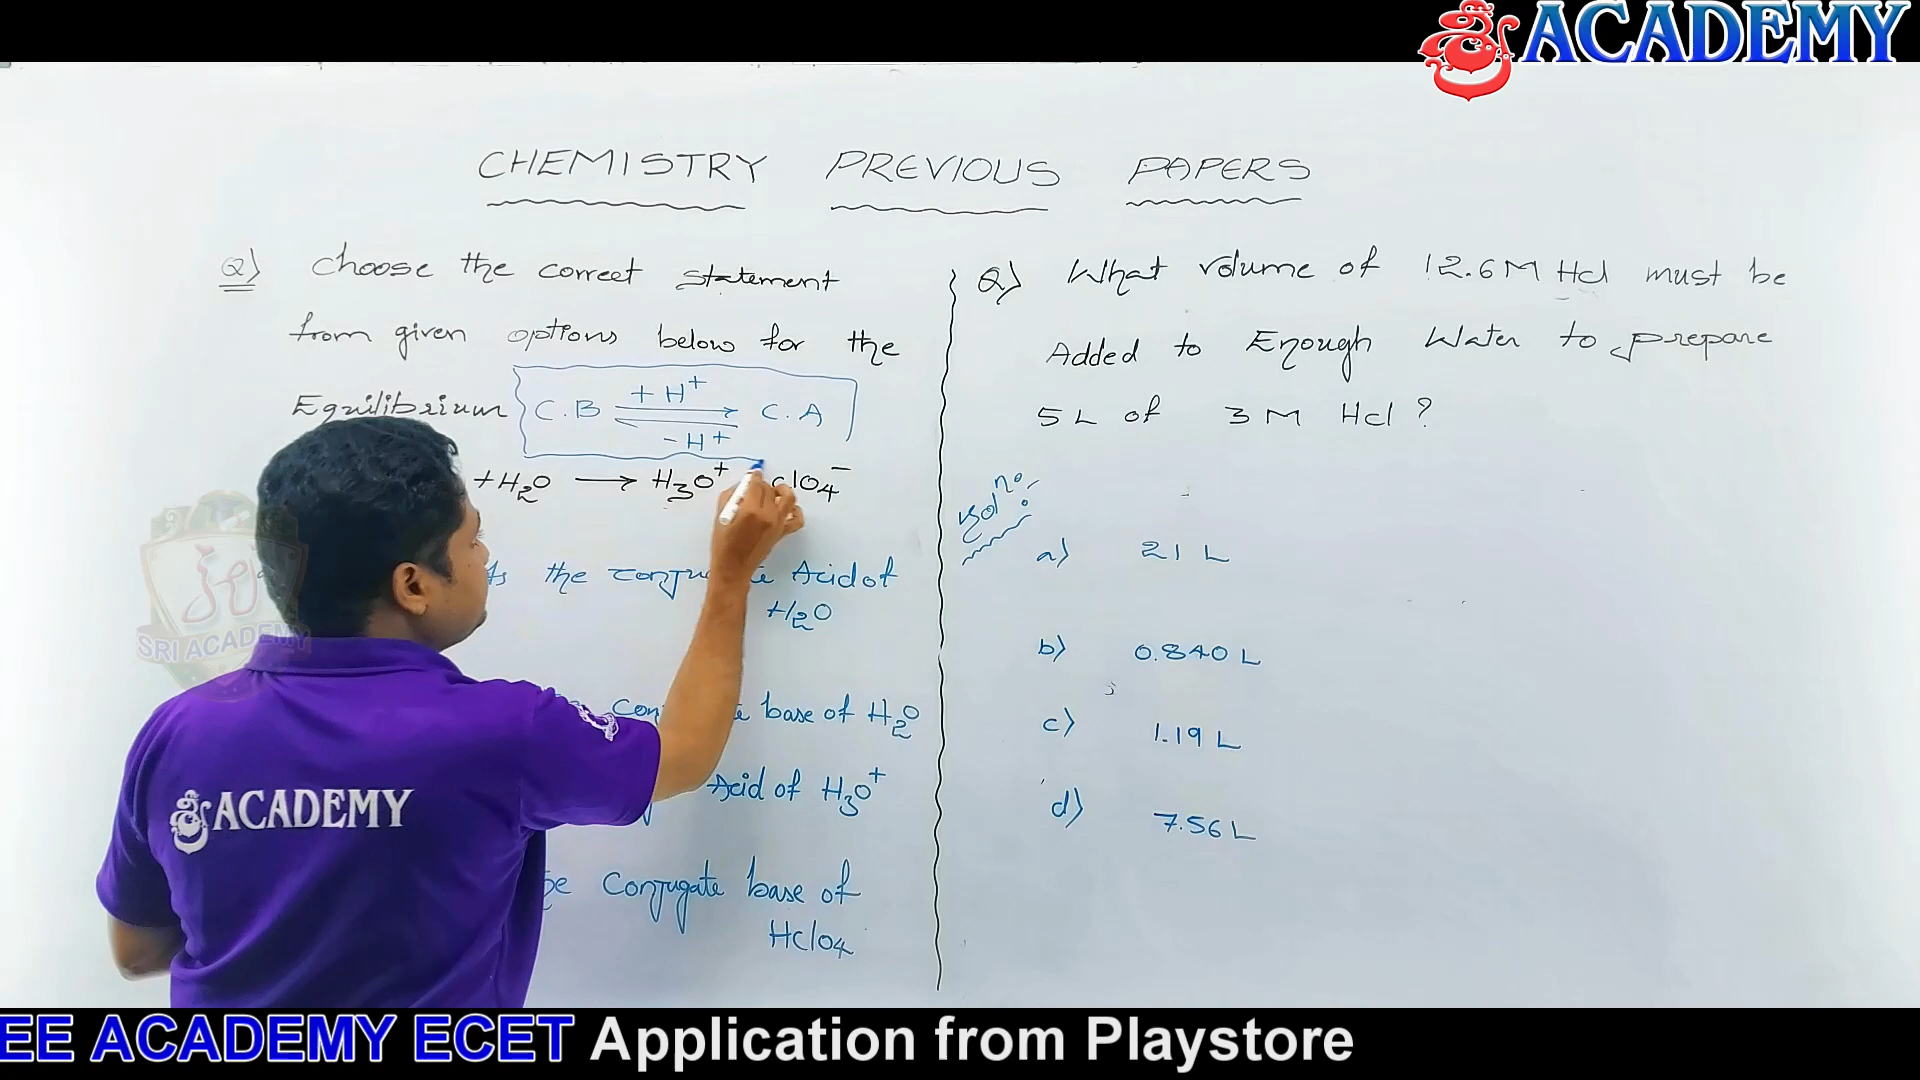 ACADEMY
CHEMISTRY PREVIOUS PAPERS
Q) choose the correct statement
from given options below for the
Equilibrium C.B +H⁺ C.A
-H⁺
+H₂O ⟶ H₃O⁺ ClO₄⁻
the Acid of
H₂O
base of H₂O
Acid of H₃O⁺
Conjugate base of
HClO4
Q) What volume of 12.6M Hcl must be
Added to Enough Water to prepare
5L of 3M Hcl ?
a) 21 L
b) 0.840 L
c) 1.19 L
d) 7.56 L
SRI ACADEMY
ACADEMY
EE ACADEMY ECET Application from Playstore